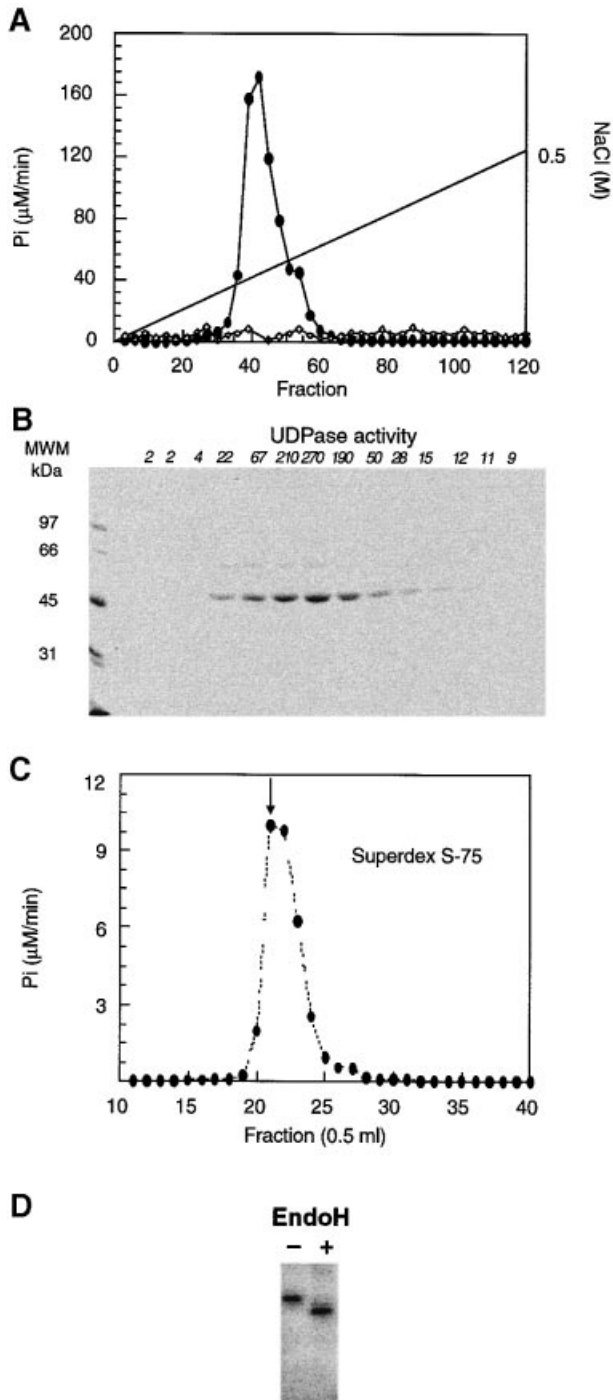 A
200
160
120
80
40
0
Pi (µM/min)
0.5
NaCl (M)
0 20 40 60 80 100 120
Fraction
B
UDPase activity
MWM
kDa
2 2 4 22 67 210 270 190 50 28 15 12 11 9
97
66
45
31
C
12
9
6
3
Pi (µM/min)
Superdex S-75
10 15 20 25 30 35 40
Fraction (0.5 ml)
D
EndoH
− +